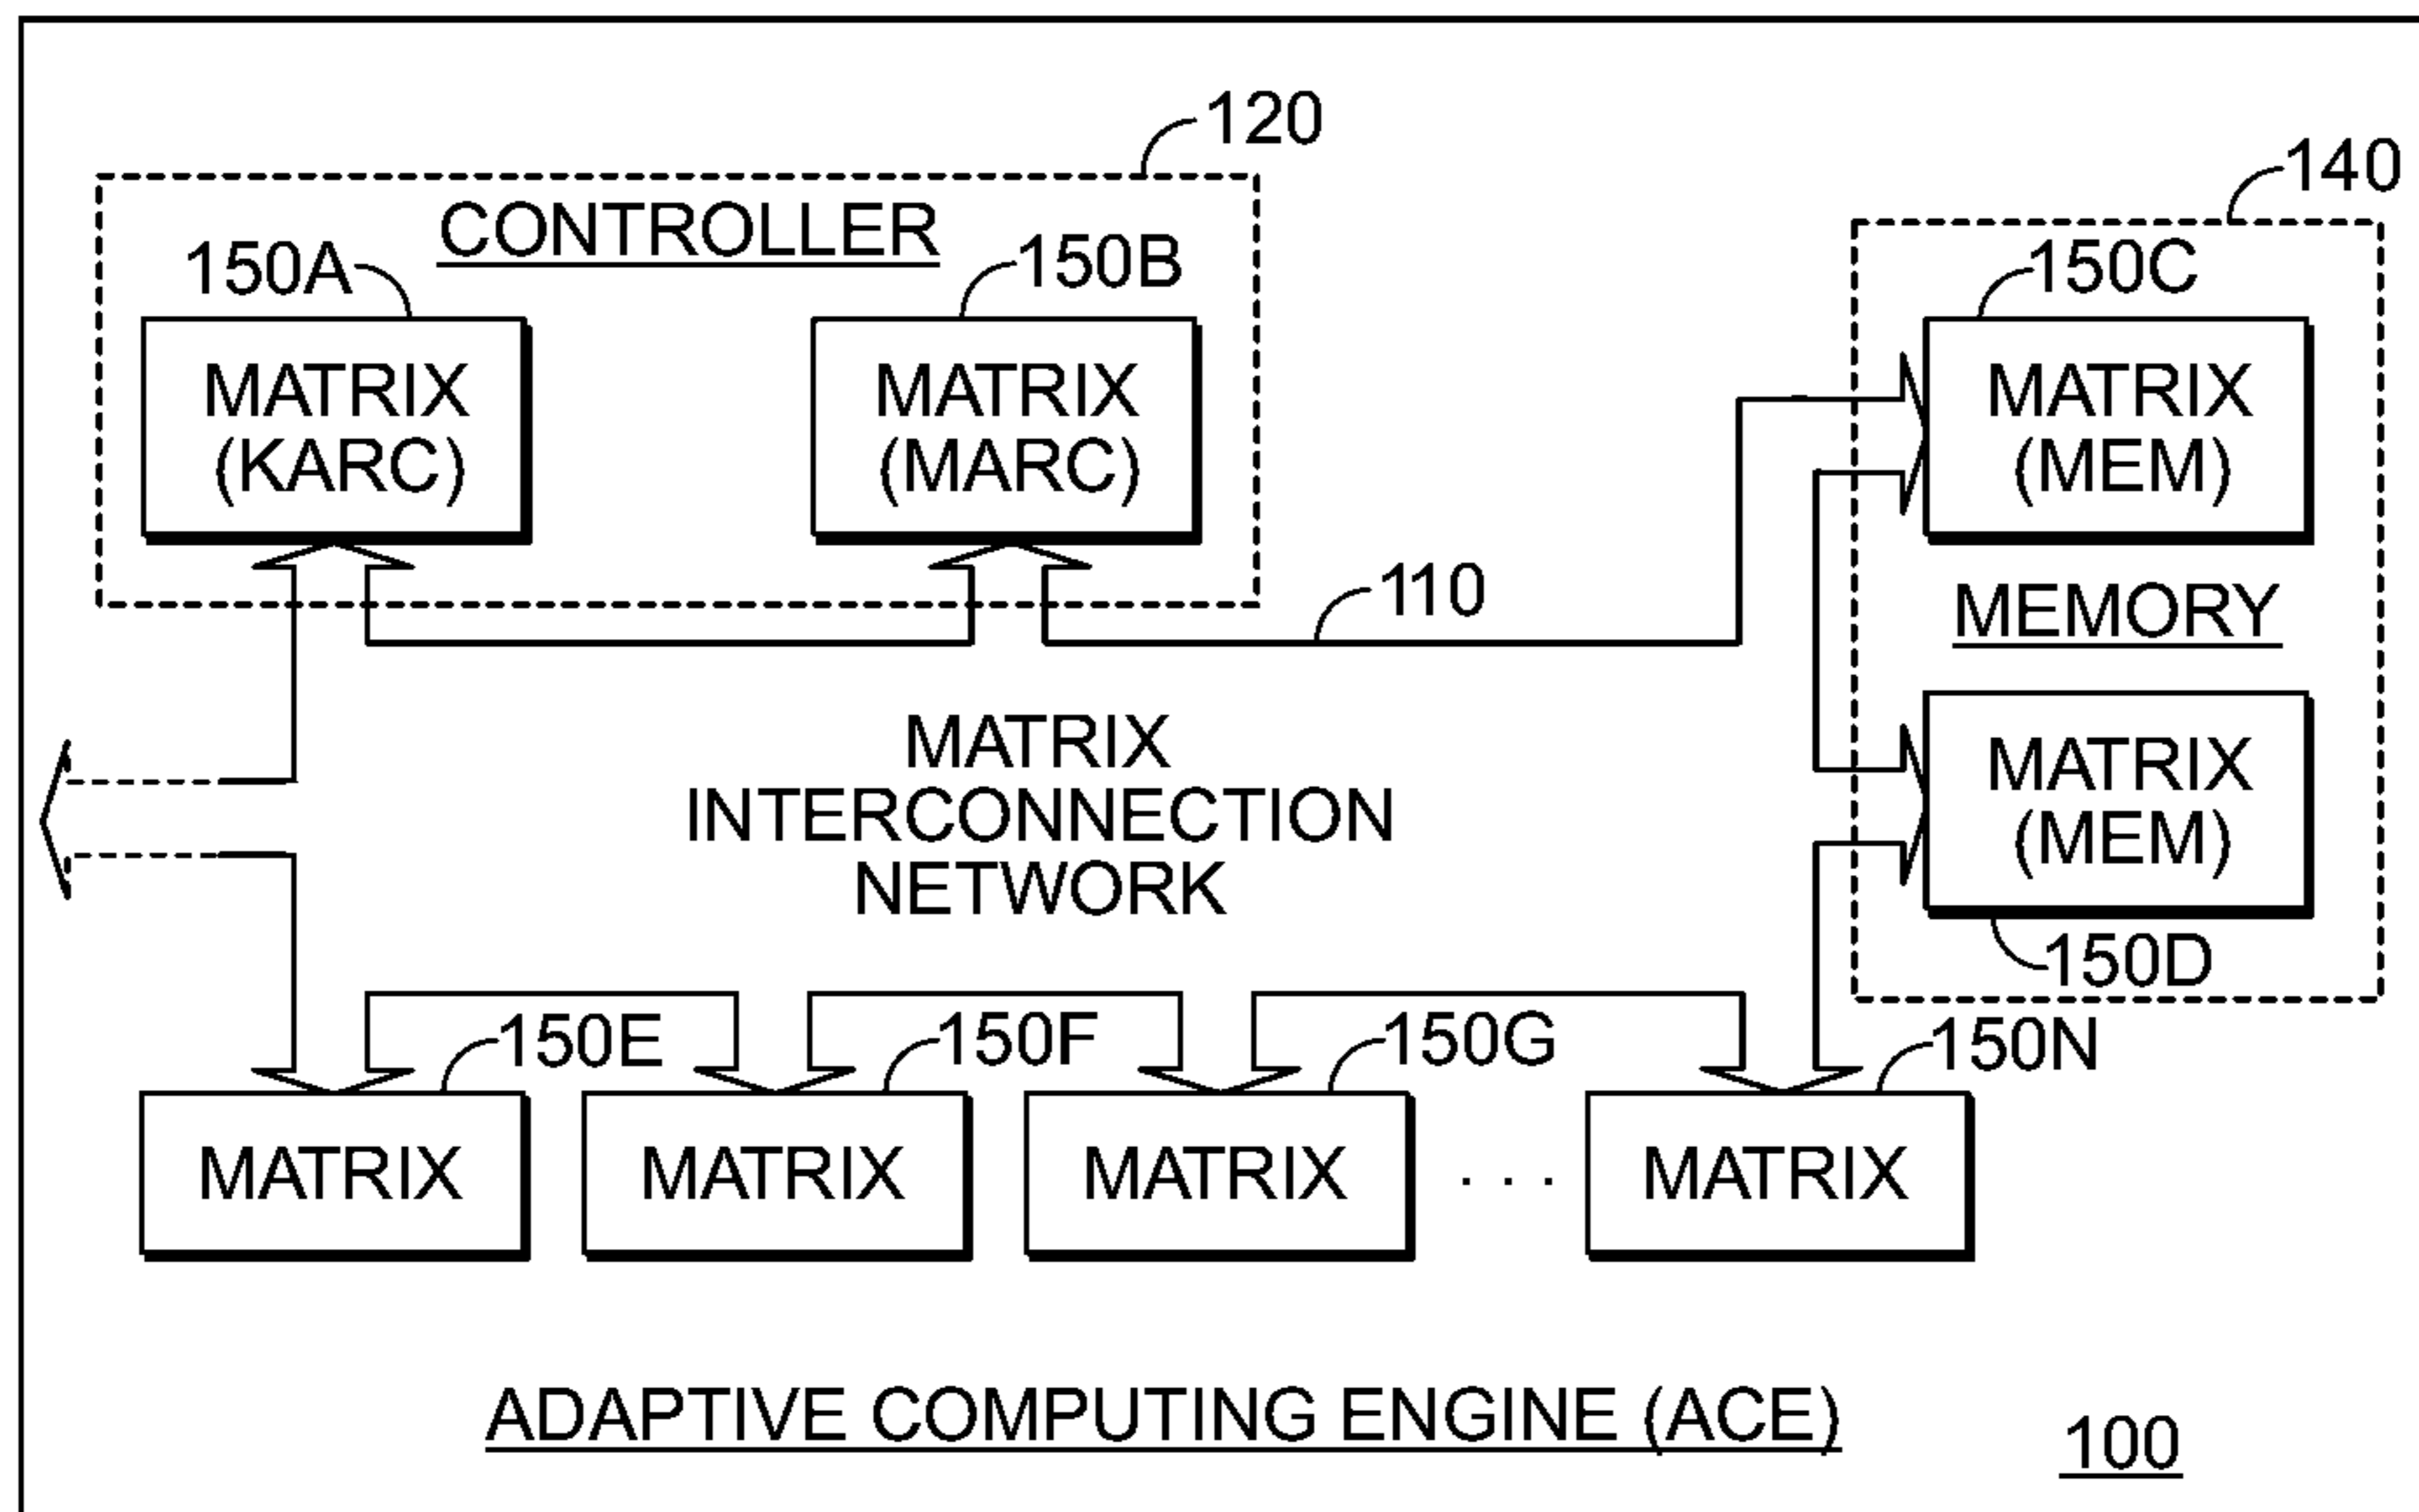 120
140
CONTROLLER
150A
150B
150C
MATRIX
(KARC)
MATRIX
(MARC)
MATRIX
(MEM)
110
MEMORY
MATRIX
INTERCONNECTION
NETWORK
MATRIX
(MEM)
150D
150E
150F
150G
150N
MATRIX
MATRIX
MATRIX
. . .
MATRIX
ADAPTIVE COMPUTING ENGINE (ACE)
100